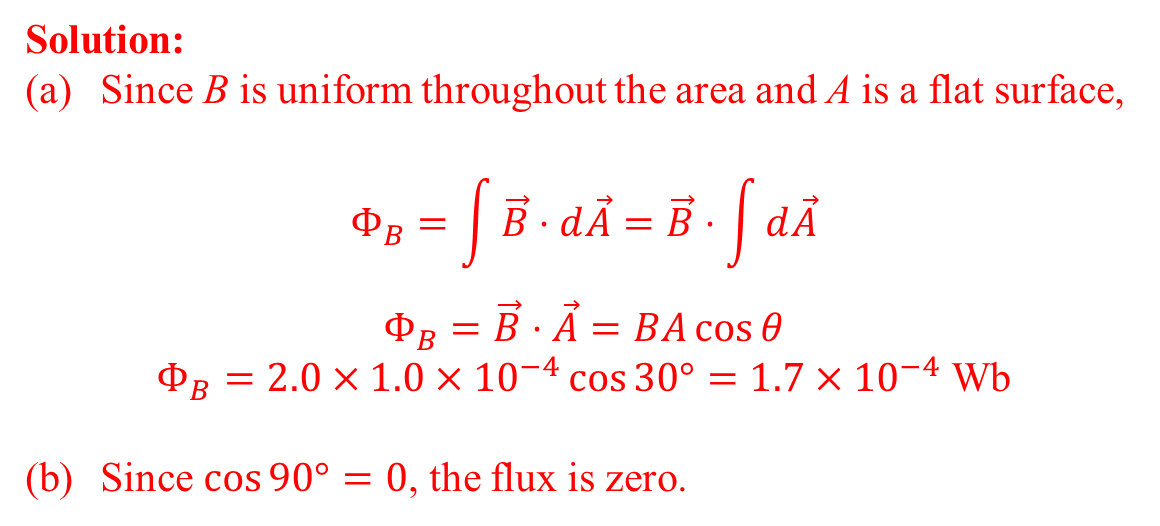 Solution:
(a) Since B is uniform throughout the area and A is a flat surface,
Φ_B = ∫ B⃗ · dA⃗ = B⃗ · ∫ dA⃗
Φ_B = B⃗ · A⃗ = BA cos θ
Φ_B = 2.0 × 1.0 × 10⁻⁴ cos 30° = 1.7 × 10⁻⁴ Wb
(b) Since cos 90° = 0, the flux is zero.